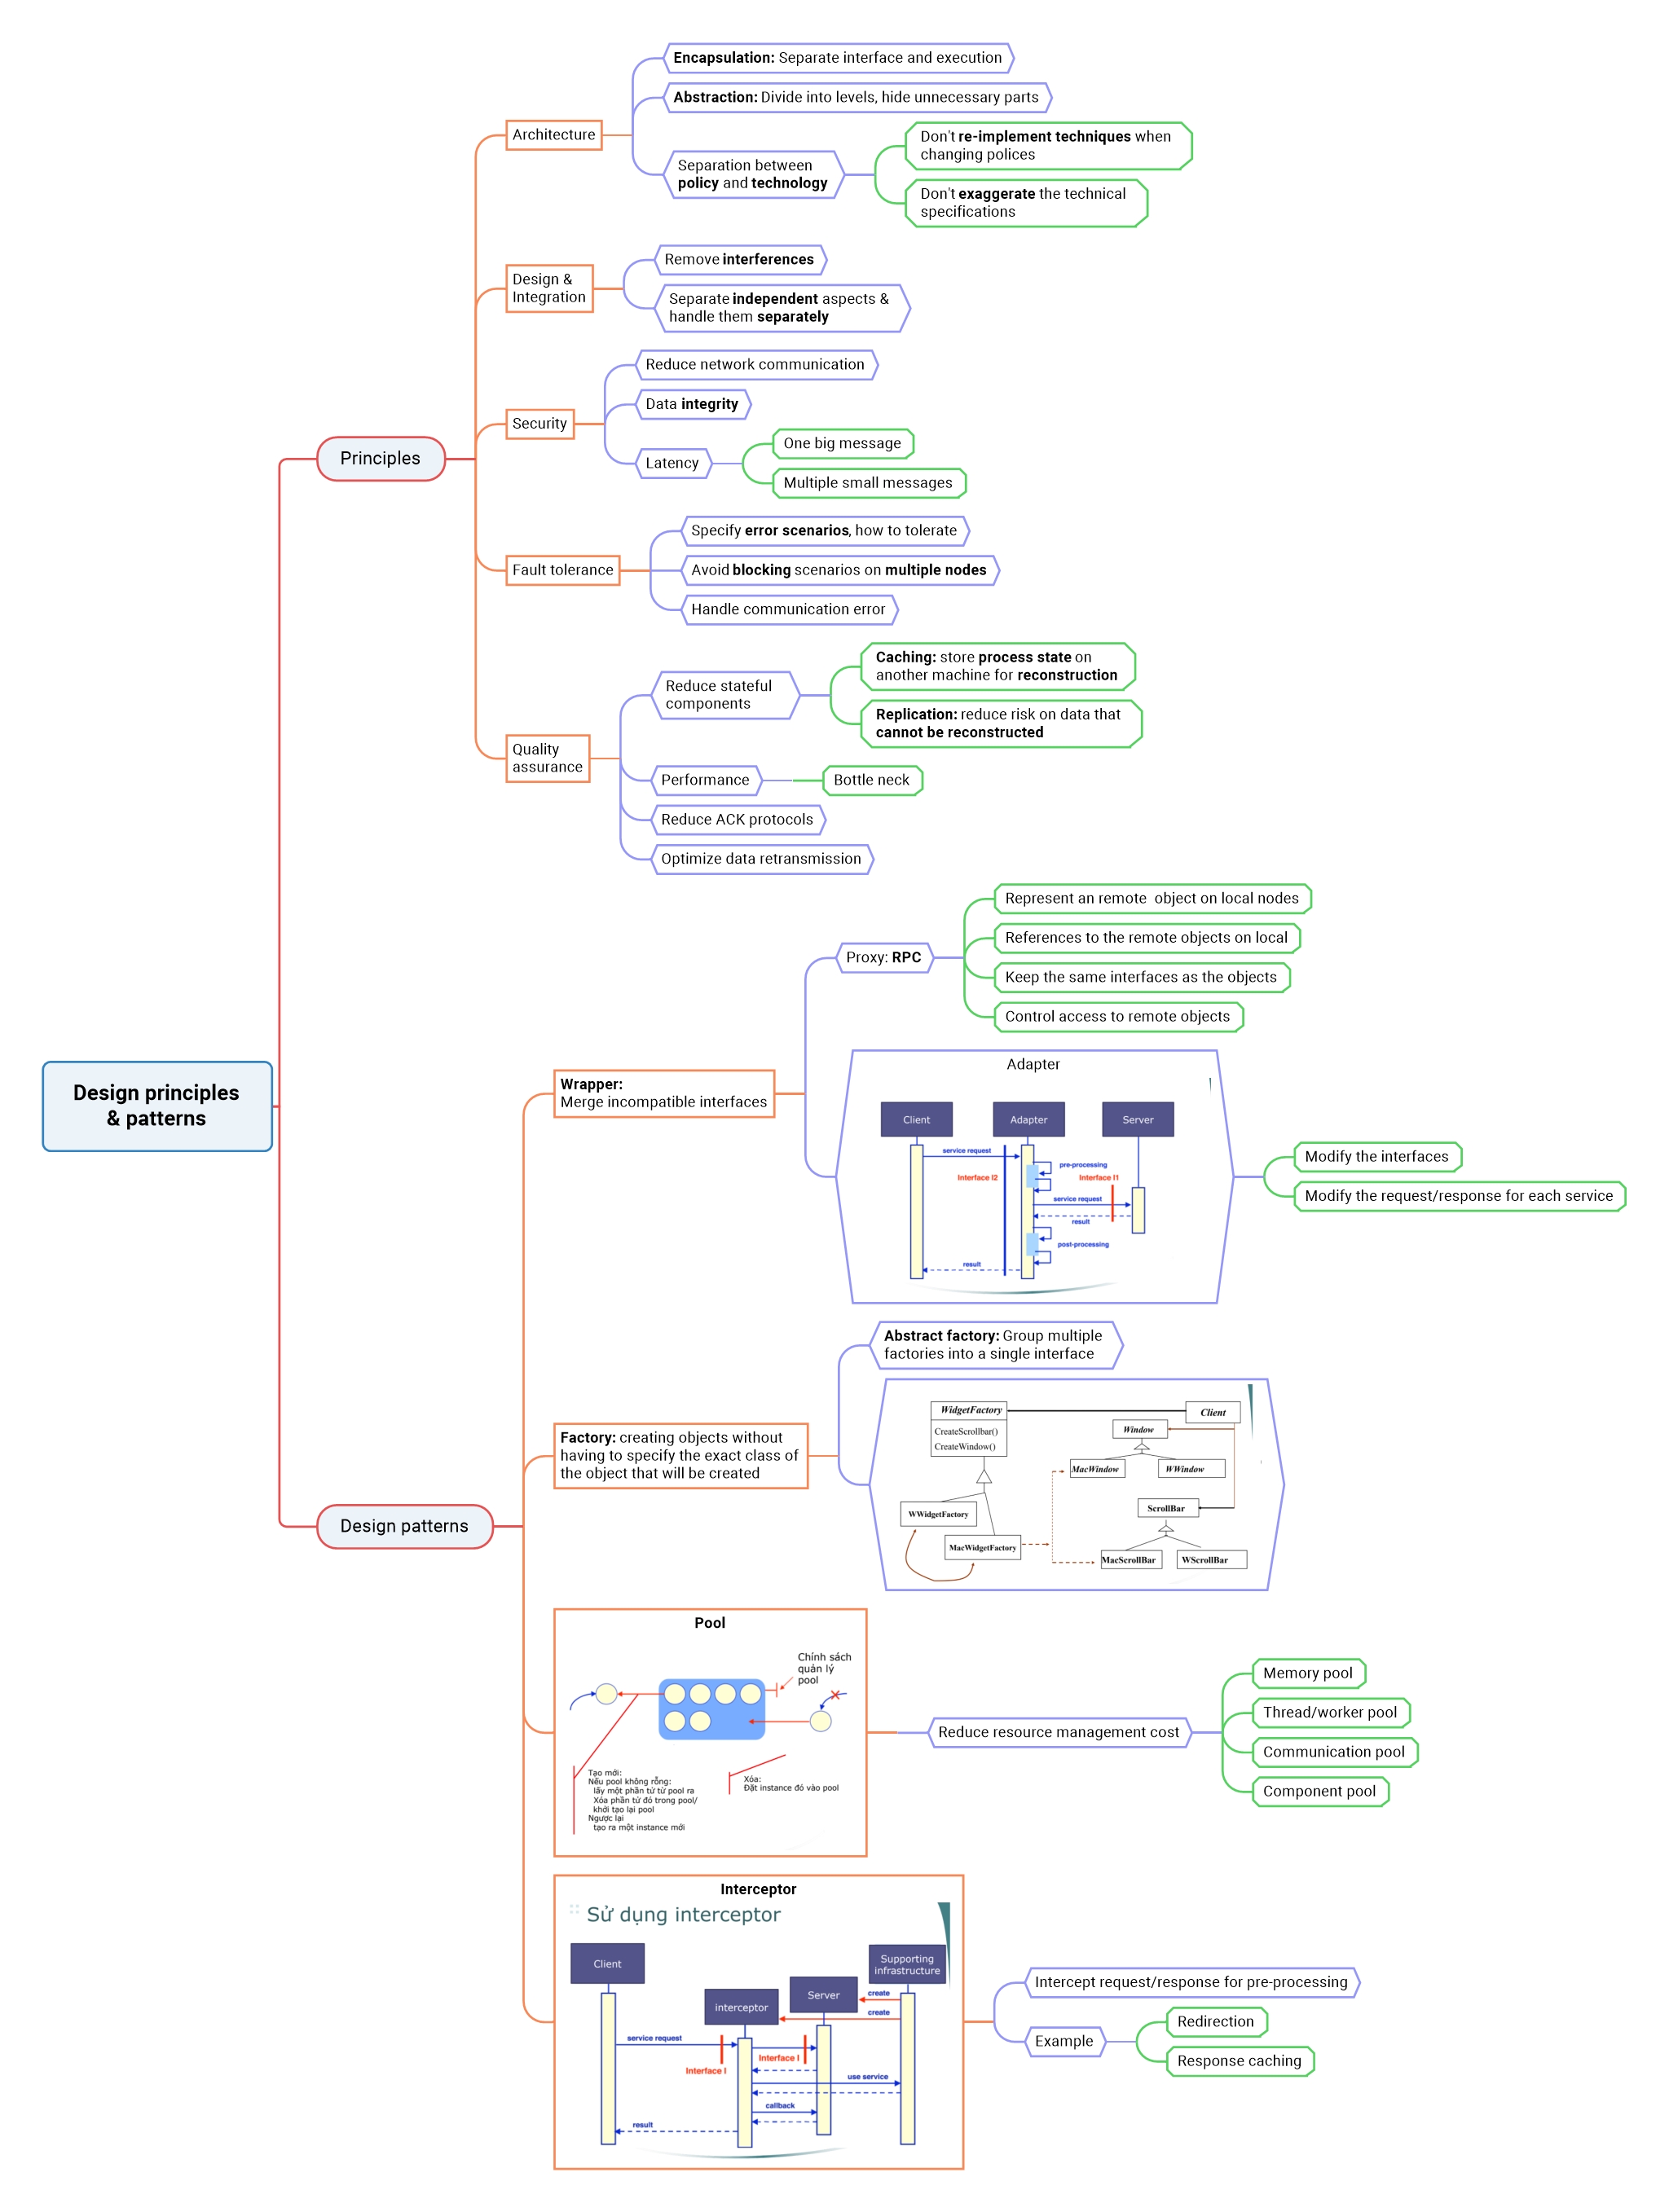 Design principles
& patterns
Principles
Architecture
Encapsulation: Separate interface and execution
Abstraction: Divide into levels, hide unnecessary parts
Separation between
policy and technology
Don't re-implement techniques when
changing polices
Don't exaggerate the technical
specifications
Design &
Integration
Remove interferences
Separate independent aspects &
handle them separately
Security
Reduce network communication
Data integrity
Latency
One big message
Multiple small messages
Fault tolerance
Specify error scenarios, how to tolerate
Avoid blocking scenarios on multiple nodes
Handle communication error
Quality
assurance
Reduce stateful
components
Caching: store process state on
another machine for reconstruction
Replication: reduce risk on data that
cannot be reconstructed
Performance
Bottle neck
Reduce ACK protocols
Optimize data retransmission
Design patterns
Wrapper:
Merge incompatible interfaces
Proxy: RPC
Represent an remote  object on local nodes
References to the remote objects on local
Keep the same interfaces as the objects
Control access to remote objects
Adapter
Client
Adapter
Server
service request
pre-processing
Interface I2
Interface I1
service request
result
post-processing
result
Modify the interfaces
Modify the request/response for each service
Factory: creating objects without
having to specify the exact class of
the object that will be created
Abstract factory: Group multiple
factories into a single interface
WidgetFactory
CreateScrollbar()
CreateWindow()
Client
Window
MacWindow
WWindow
ScrollBar
WWidgetFactory
MacWidgetFactory
MacScrollBar
WScrollBar
Pool
Chính sách
quản lý
pool
Tạo mới:
Nếu pool không rỗng:
lấy một phần tử từ pool ra
Xóa phần tử đó trong pool/
khởi tạo lại pool
Ngược lại
tạo ra một instance mới
Xóa:
Đặt instance đó vào pool
Reduce resource management cost
Memory pool
Thread/worker pool
Communication pool
Component pool
Interceptor
Sử dụng interceptor
Client
interceptor
Server
Supporting
infrastructure
create
create
service request
Interface I
Interface I
use service
callback
result
Intercept request/response for pre-processing
Example
Redirection
Response caching